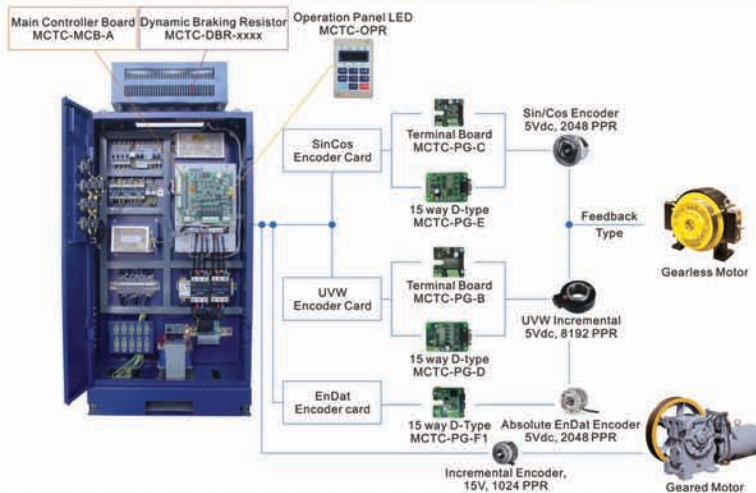 Main Controller Board
MCTC-MCB-A
Dynamic Braking Resistor
MCTC-DBR-xxxx
Operation Panel LED
MCTC-OPR
SinCos
Encoder Card
Terminal Board
MCTC-PG-C
15 way D-type
MCTC-PG-E
Sin/Cos Encoder
5Vdc, 2048 PPR
Feedback
Type
Gearless Motor
UVW
Encoder Card
Terminal Board
MCTC-PG-B
15 way D-type
MCTC-PG-D
UVW Incremental
5Vdc, 8192 PPR
EnDat
Encoder card
15 way D-Type
MCTC-PG-F1
Absolute EnDat Encoder
5Vdc, 2048 PPR
Incremental Encoder,
15V, 1024 PPR
Geared Motor